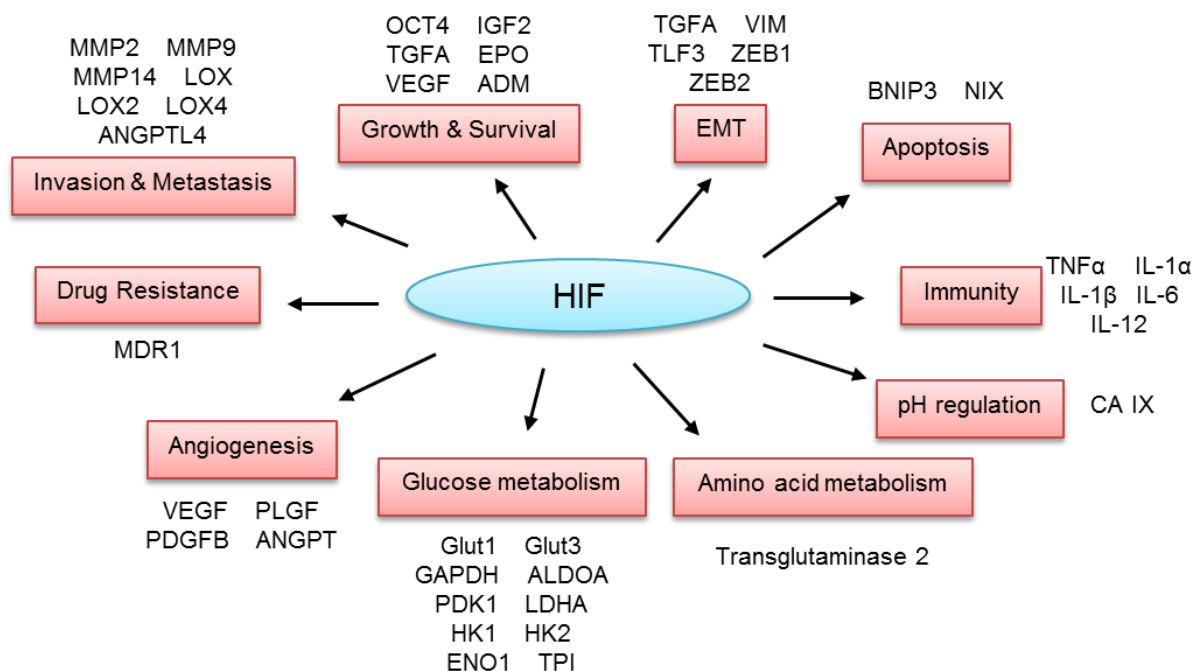 MMP2 MMP9
MMP14 LOX
LOX2 LOX4
ANGPTL4
Invasion & Metastasis
OCT4 IGF2
TGFA EPO
VEGF ADM
Growth & Survival
TGFA VIM
TLF3 ZEB1
ZEB2
EMT
BNIP3 NIX
Apoptosis
Drug Resistance
MDR1
HIF
Immunity
TNFα IL-1α
IL-1β IL-6
IL-12
pH regulation
CA IX
Angiogenesis
VEGF PLGF
PDGFB ANGPT
Glucose metabolism
Glut1 Glut3
GAPDH ALDOA
PDK1 LDHA
HK1 HK2
ENO1 TPI
Amino acid metabolism
Transglutaminase 2